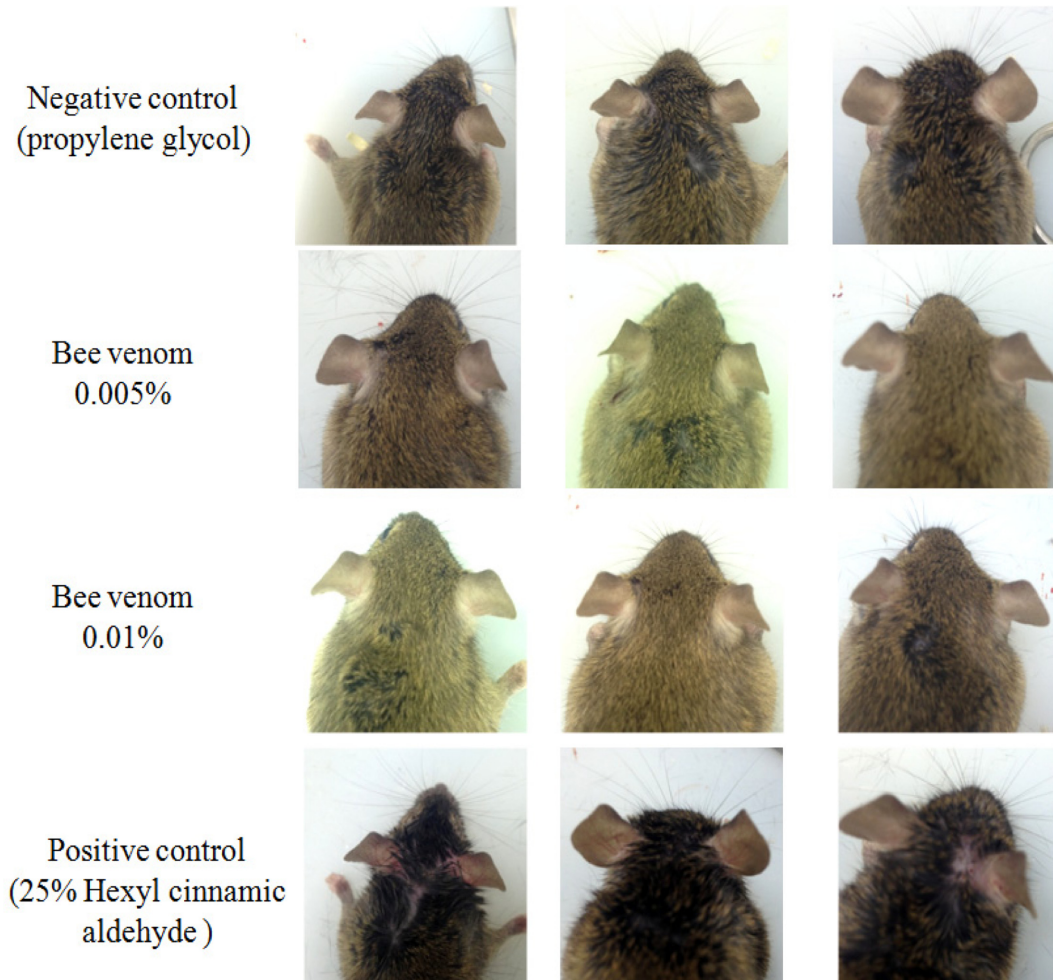 Negative control
(propylene glycol)
Bee venom
0.005%
Bee venom
0.01%
Positive control
(25% Hexyl cinnamic
aldehyde )